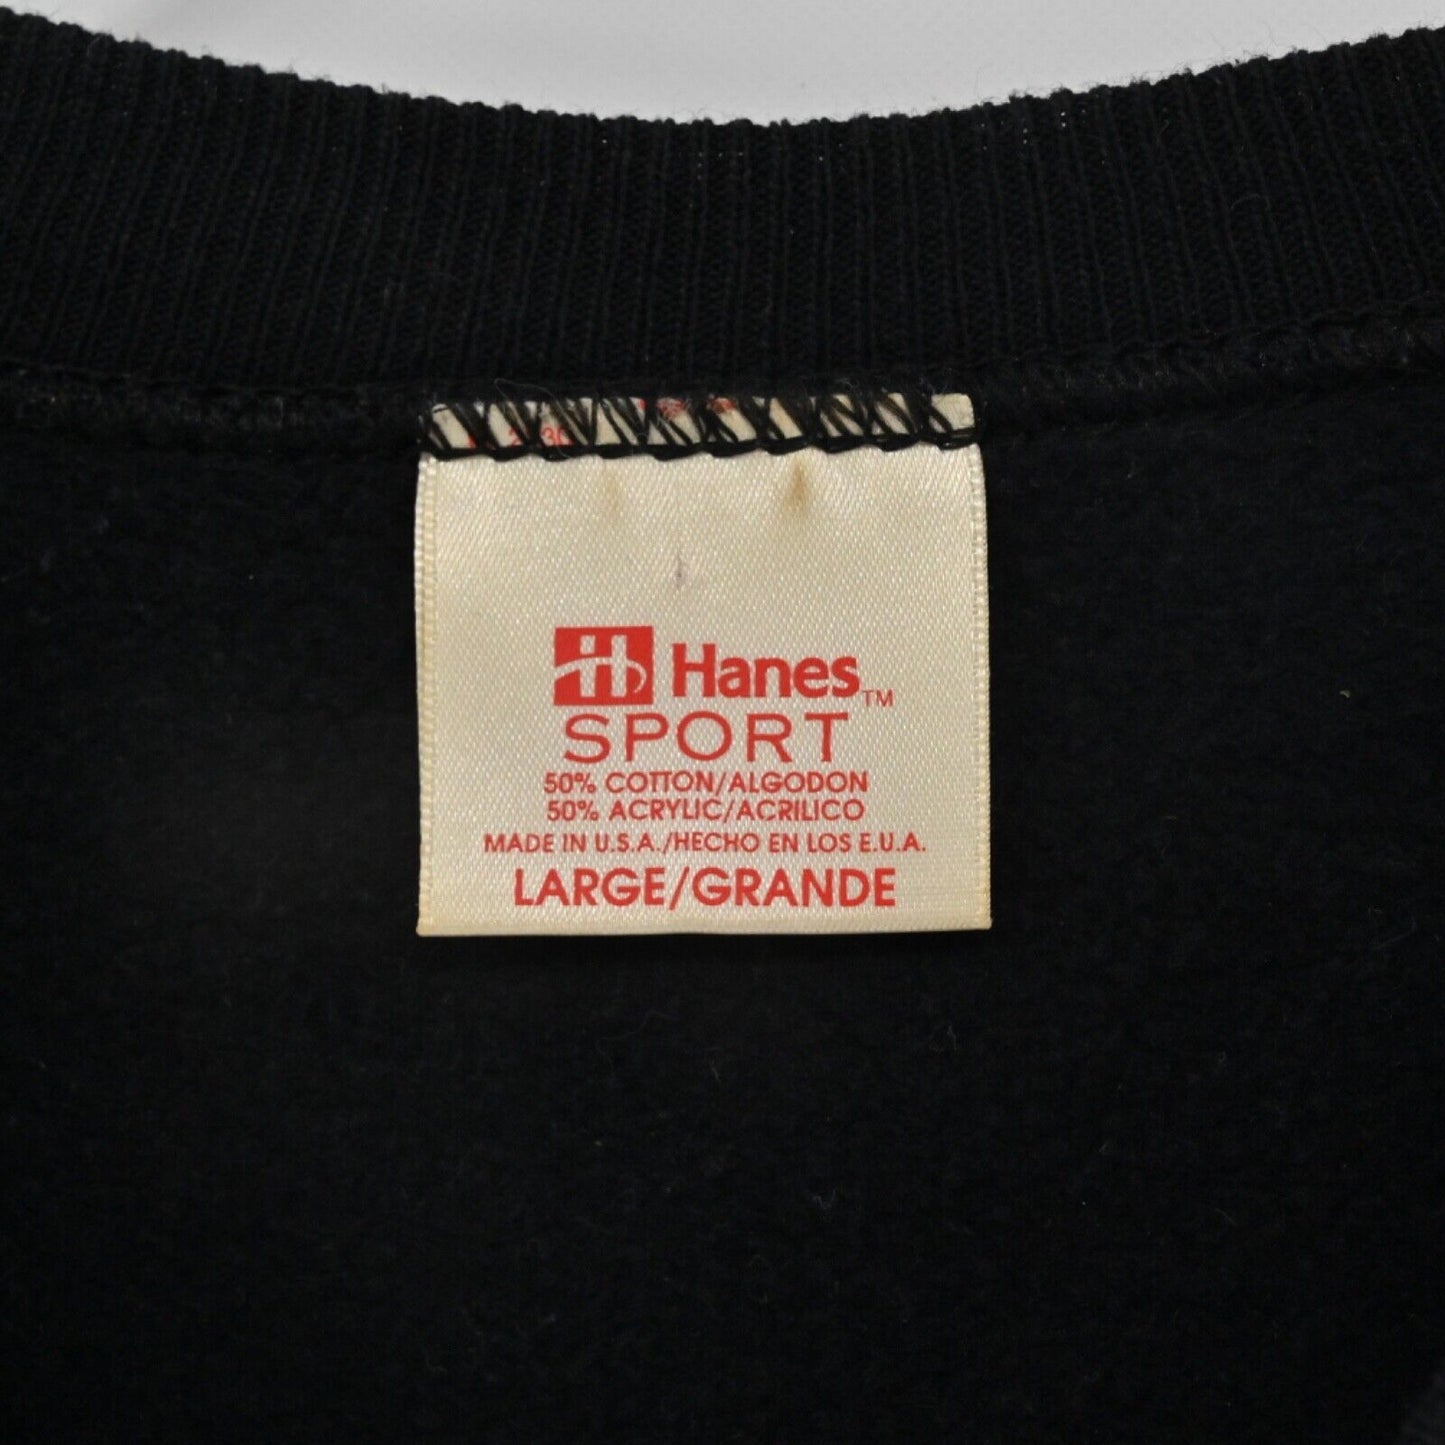 Hanes™
SPORT
50% COTTON/ALGODON
50% ACRYLIC/ACRILICO
MADE IN U.S.A./HECHO EN LOS E.U.A.
LARGE/GRANDE